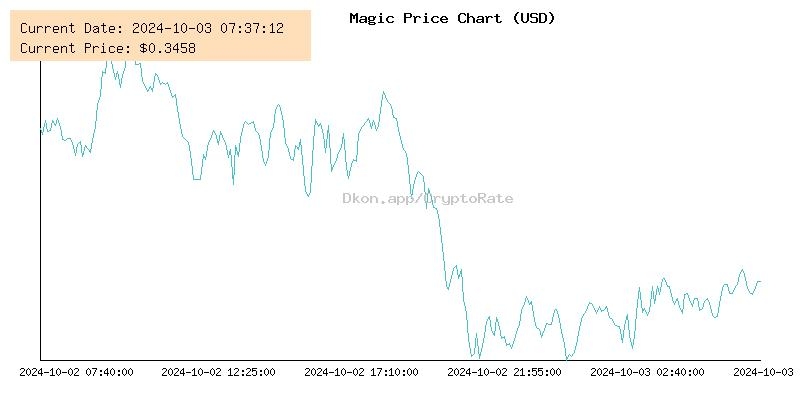 Magic Price Chart (USD)
Current Date: 2024-10-03 07:37:12
Current Price: $0.3458
Dkon.app/CryptoRate
2024-10-02 07:40:00
2024-10-02 12:25:00
2024-10-02 17:10:00
2024-10-02 21:55:00
2024-10-03 02:40:00
2024-10-03